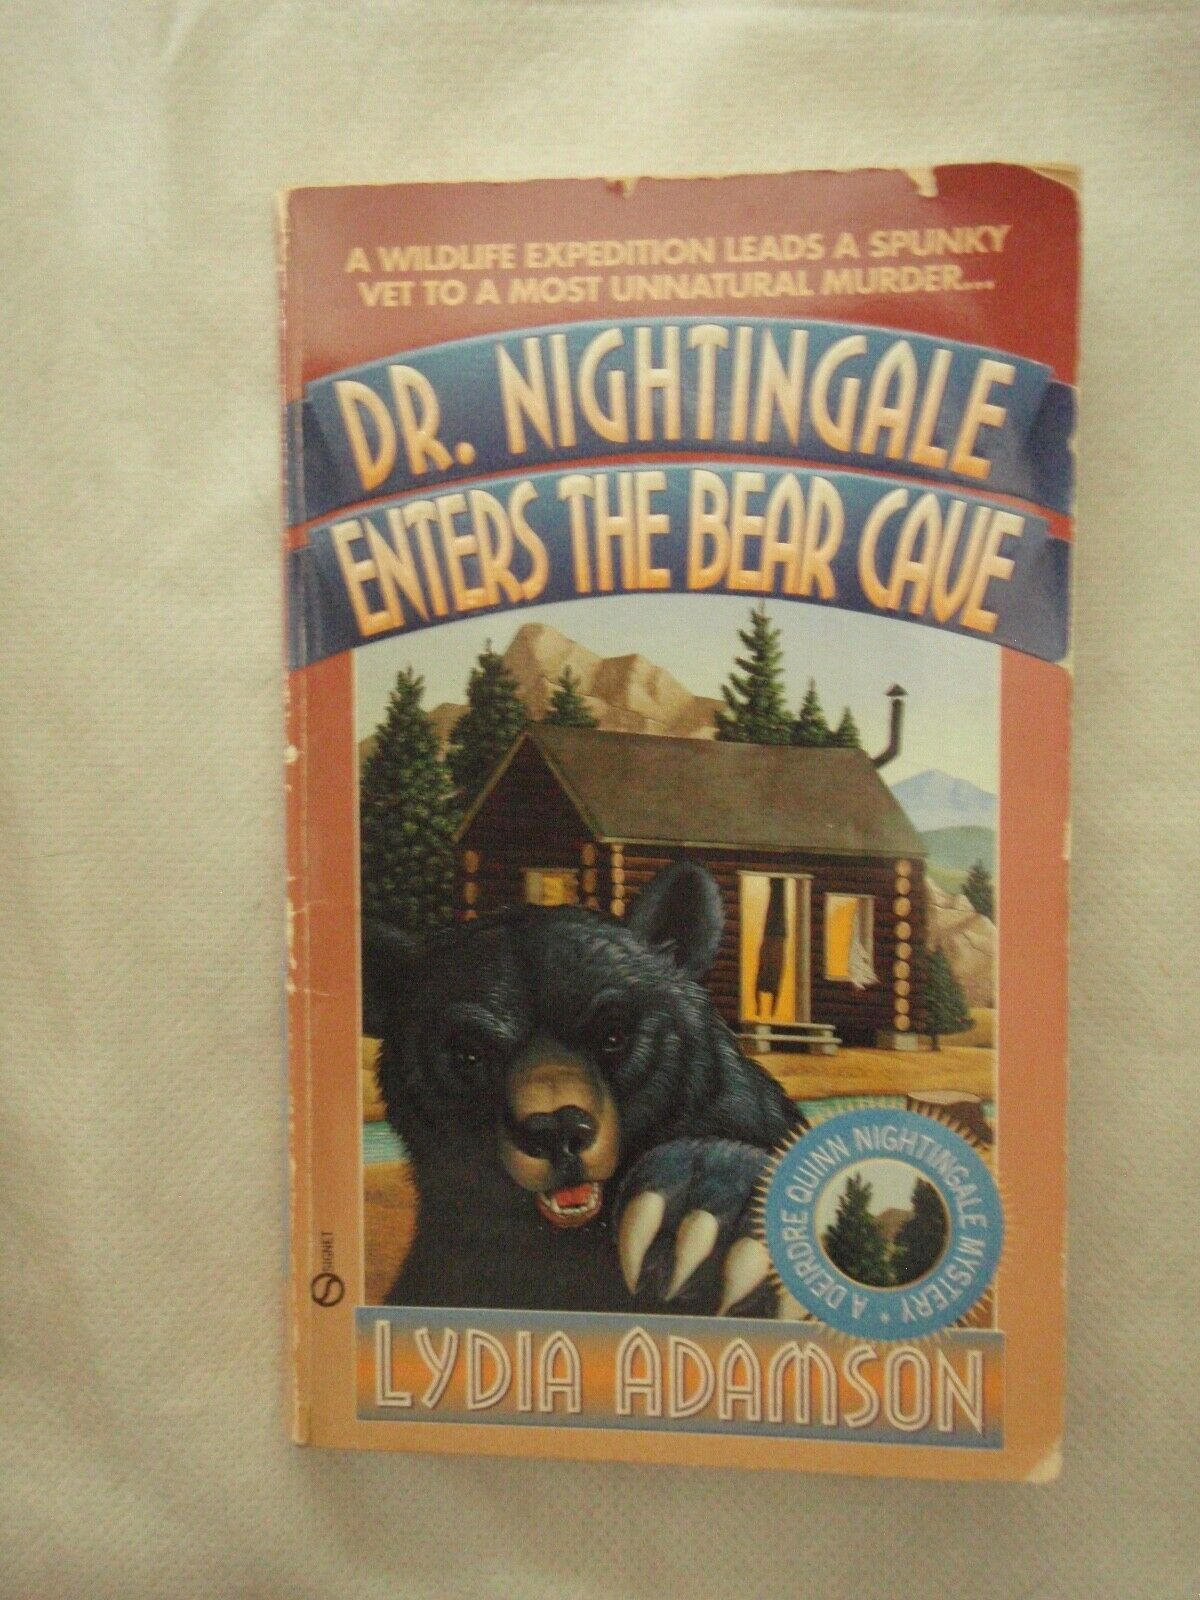 A WILDLIFE EXPEDITION LEADS A SPUNKY
VET TO A MOST UNNATURAL MURDER...
DR. NIGHTINGALE
ENTERS THE BEAR CAVE
A DEIRDRE QUINN NIGHTINGALE MYSTERY *
SIGNET
LYDIA ADAMSON